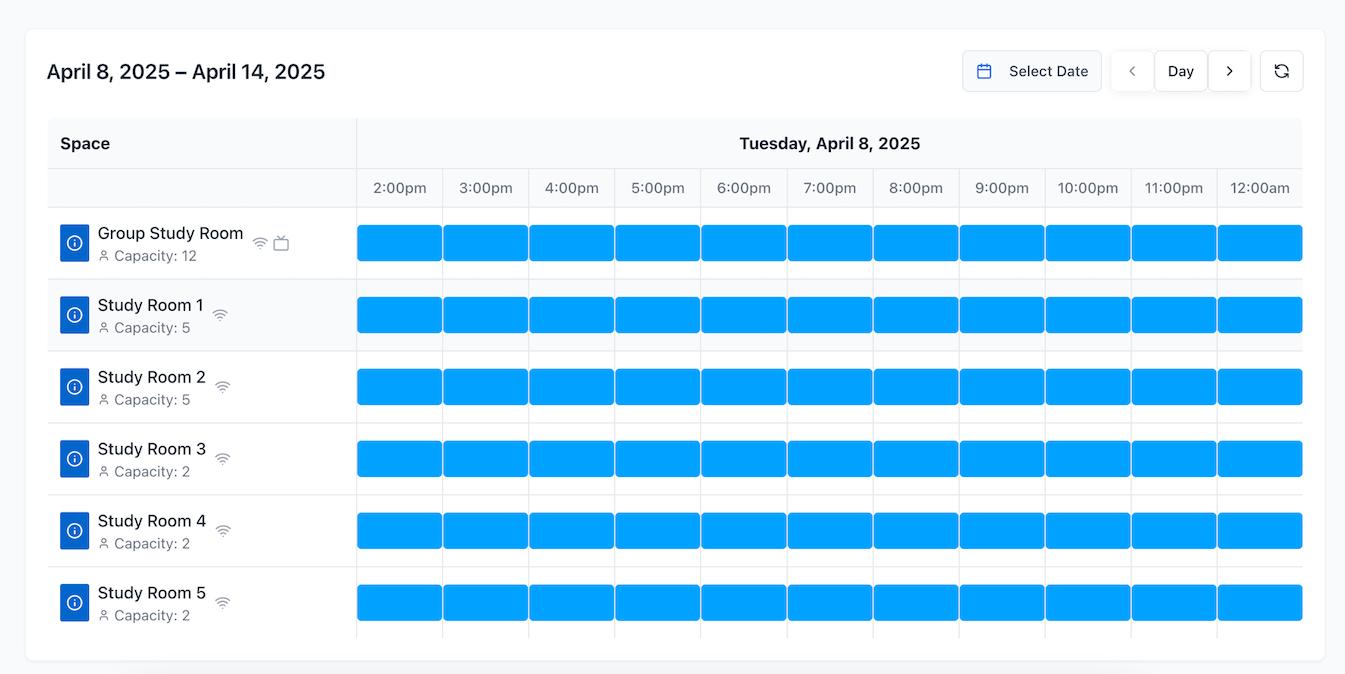 April 8, 2025 – April 14, 2025
Select Date
Day
Space
Tuesday, April 8, 2025
2:00pm 3:00pm 4:00pm 5:00pm 6:00pm 7:00pm 8:00pm 9:00pm 10:00pm 11:00pm 12:00am
Group Study Room
Capacity: 12
Study Room 1
Capacity: 5
Study Room 2
Capacity: 5
Study Room 3
Capacity: 2
Study Room 4
Capacity: 2
Study Room 5
Capacity: 2